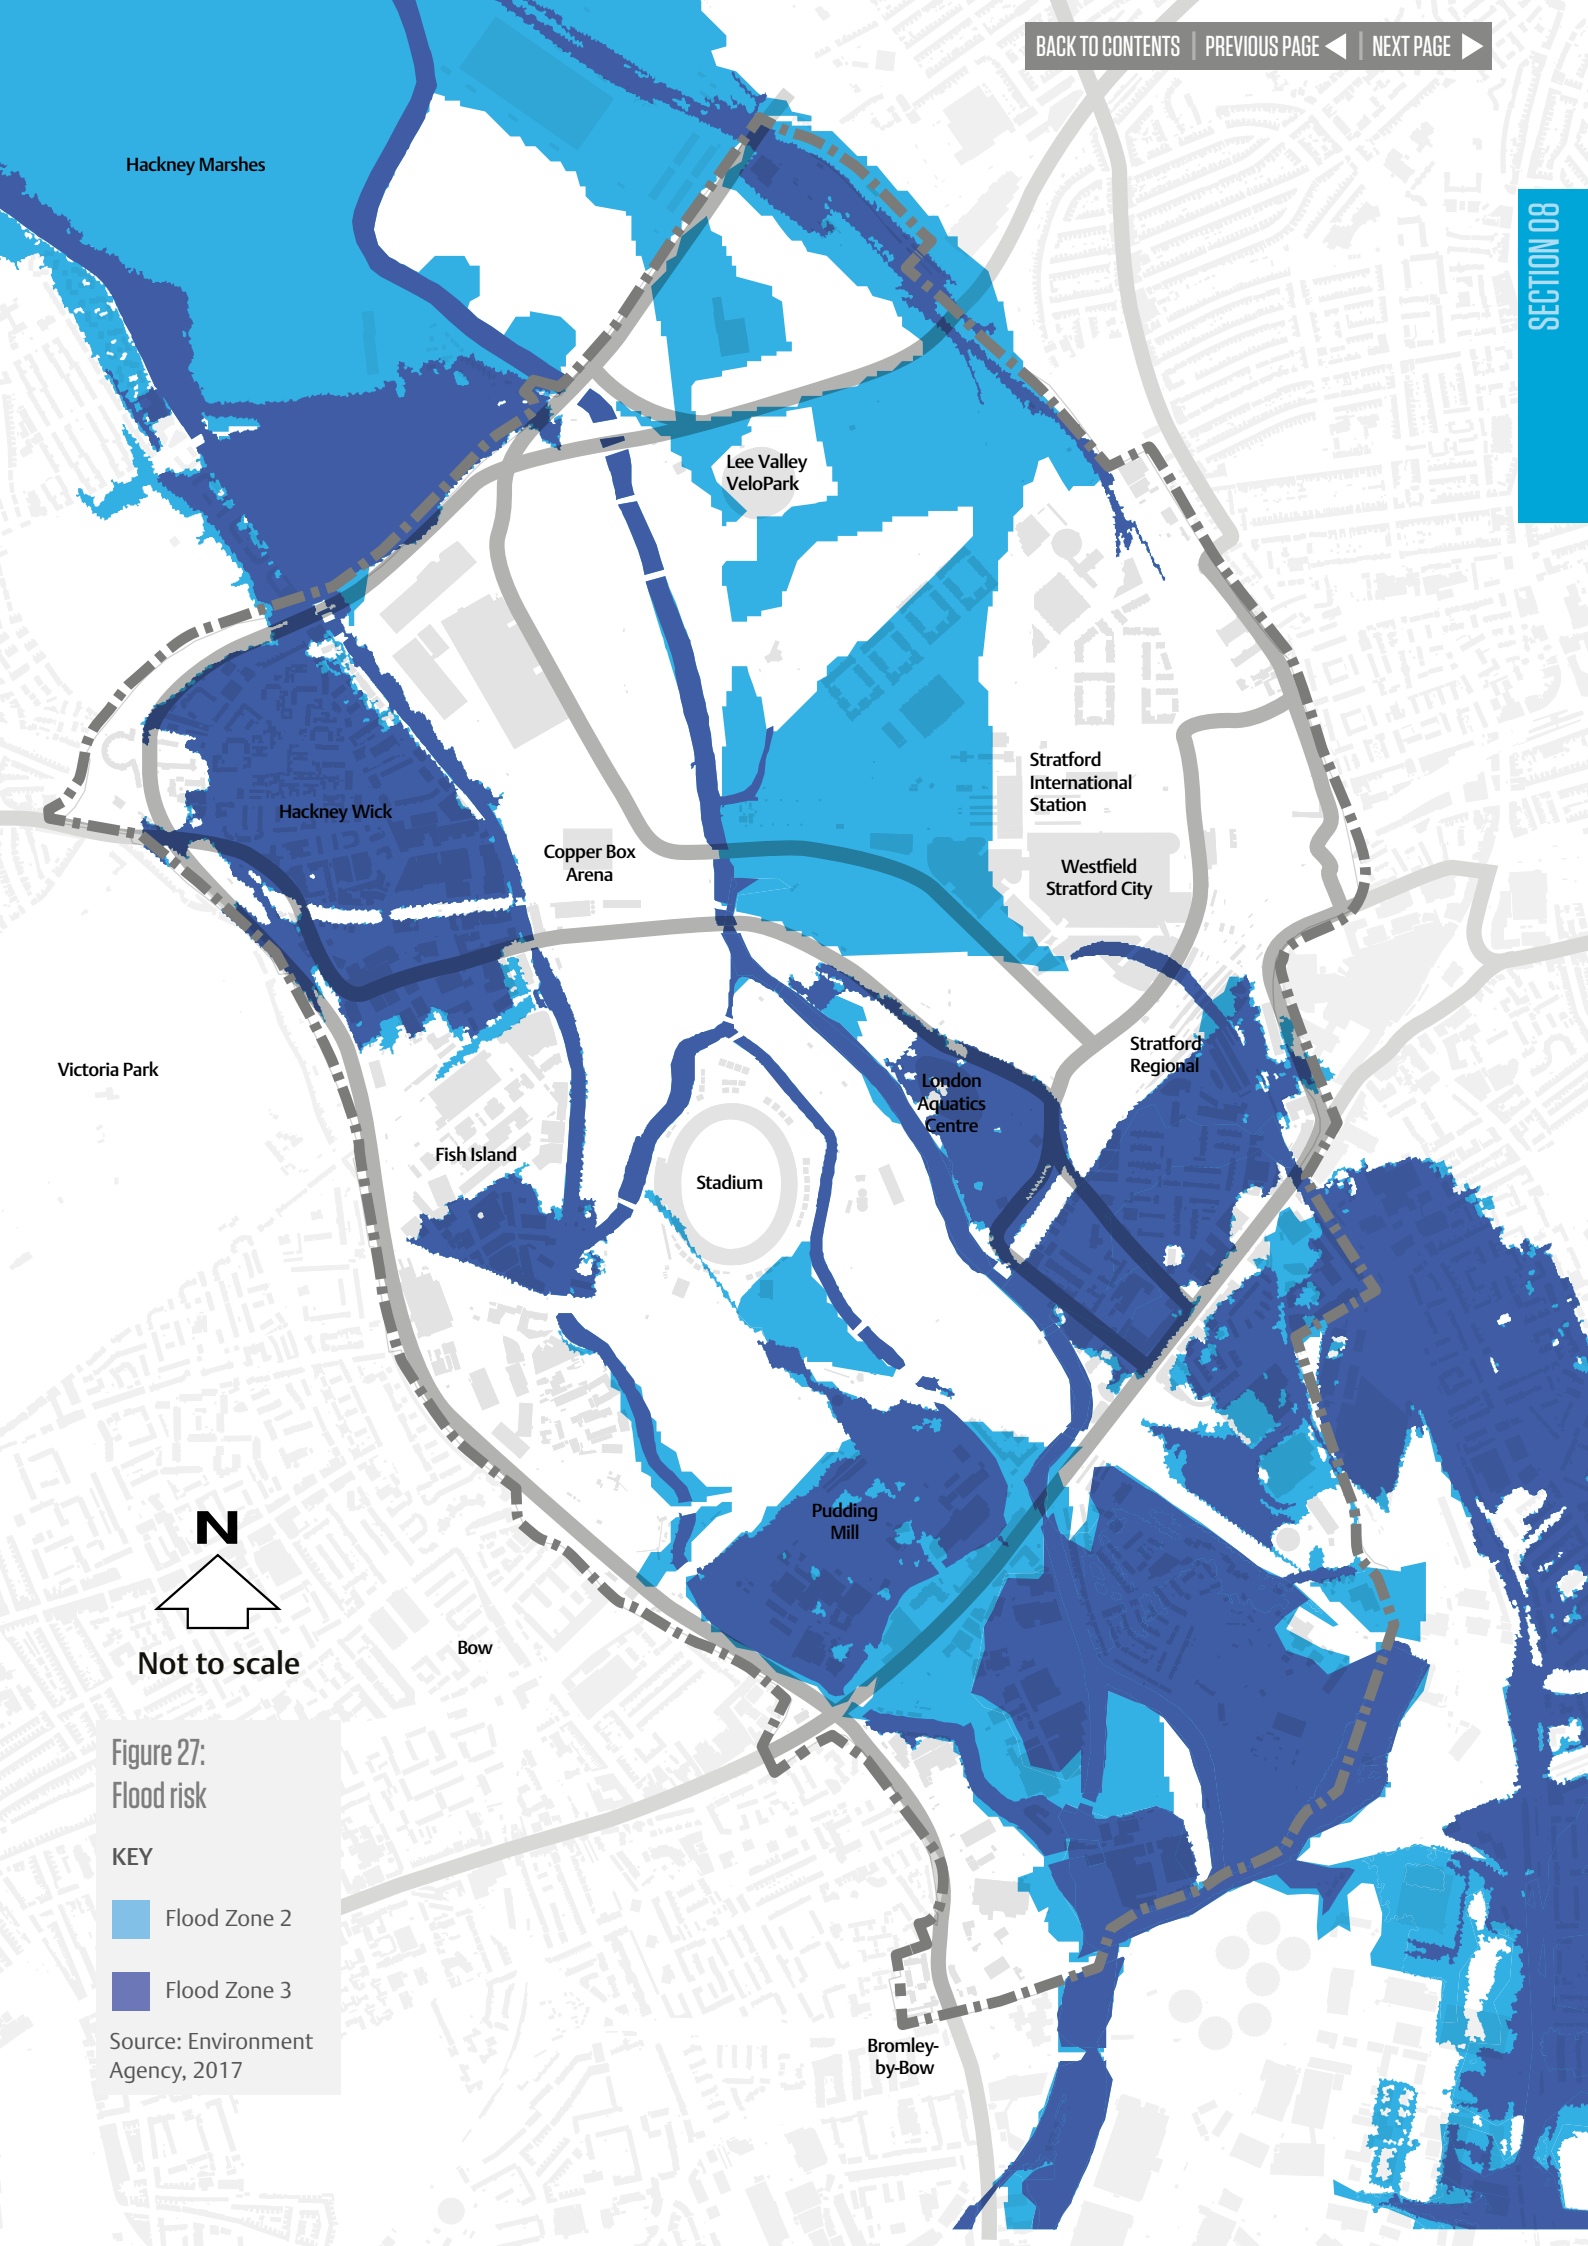 BACK TO CONTENTS | PREVIOUS PAGE | NEXT PAGE
SECTION 08
Hackney Marshes
Lee Valley
VeloPark
Stratford
International
Station
Hackney Wick
Copper Box
Arena
Westfield
Stratford City
Victoria Park
Stratford
Regional
London
Aquatics
Centre
Fish Island
Stadium
Pudding
Mill
N
Not to scale
Bow
Bromley-
by-Bow
Figure 27:
Flood risk
KEY
Flood Zone 2
Flood Zone 3
Source: Environment
Agency, 2017